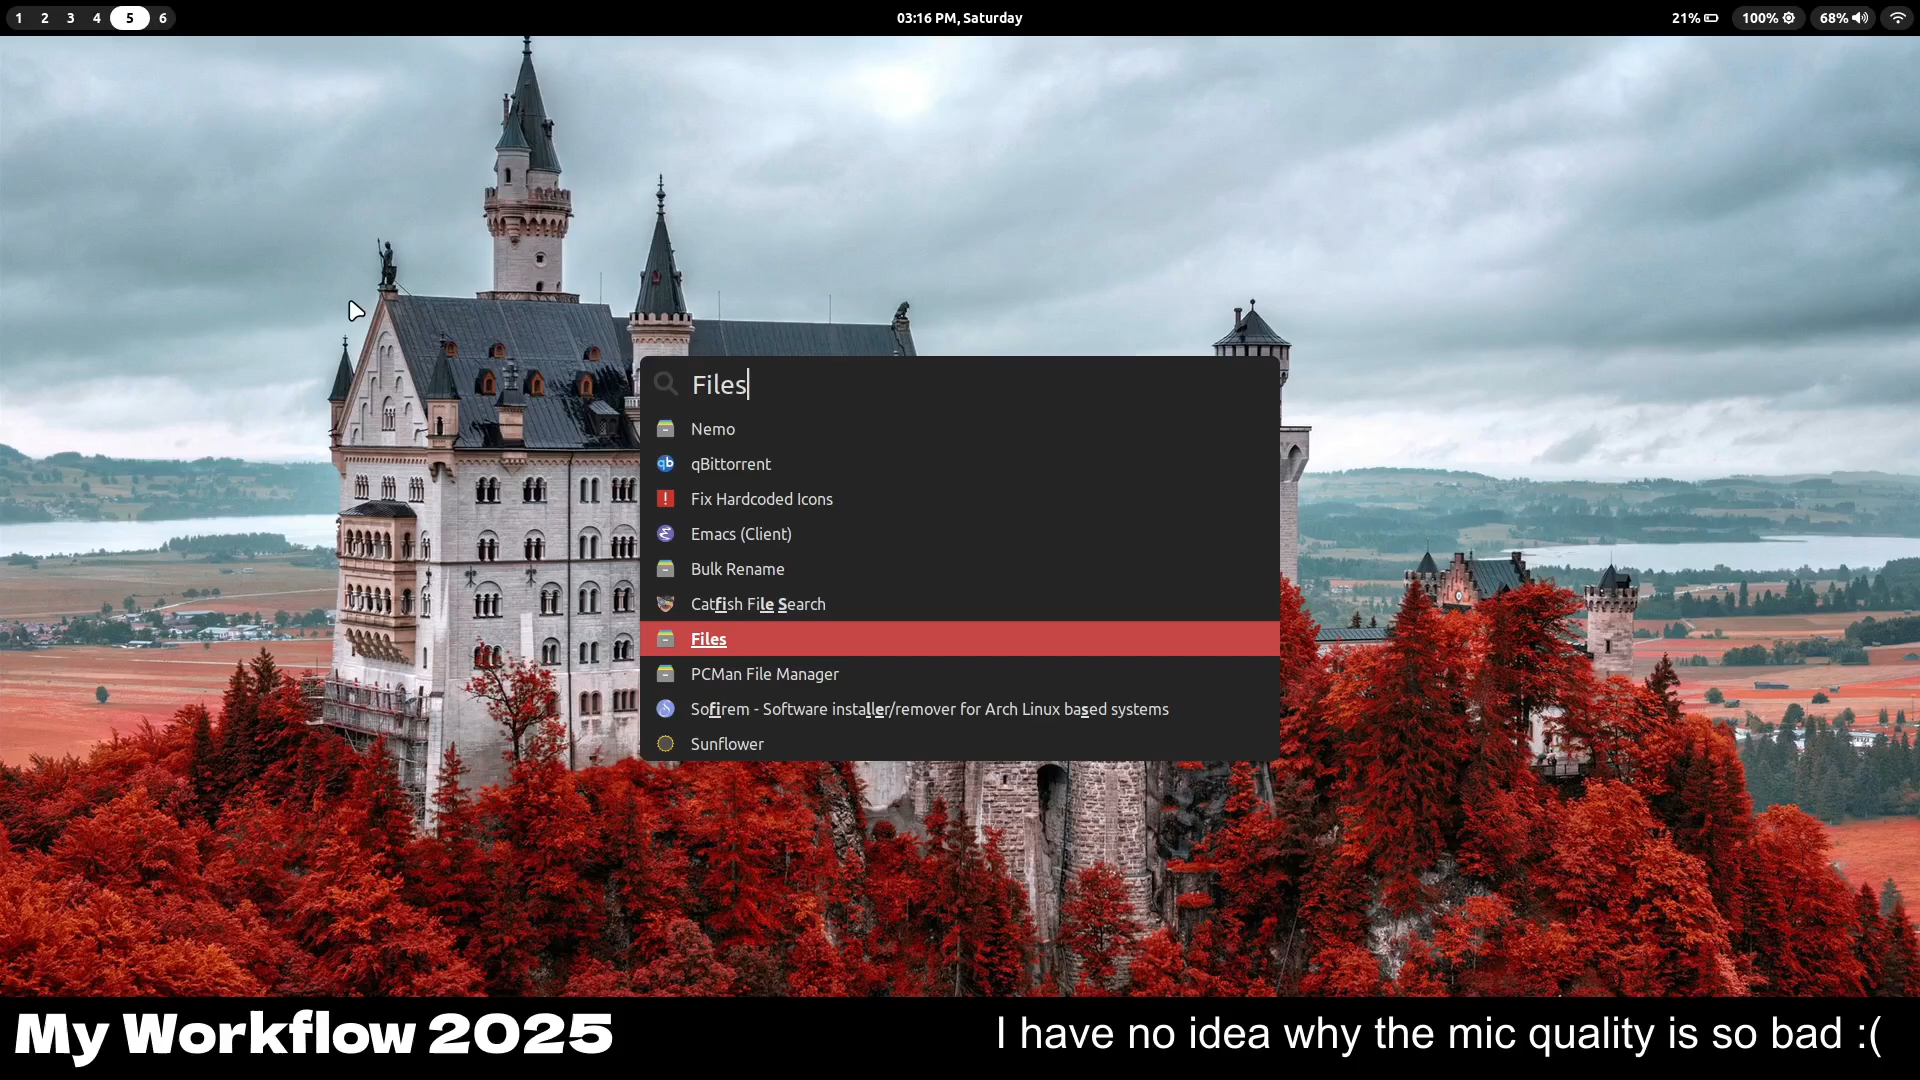 1 2 3 4 5 6
03:16 PM, Saturday
21% 100% 68%
Files
Nemo
qb qBittorrent
! Fix Hardcoded Icons
Emacs (Client)
Bulk Rename
Catfish File Search
Files
PCMan File Manager
Sofirem - Software installer/remover for Arch Linux based systems
Sunflower
My Workflow 2025
I have no idea why the mic quality is so bad :(